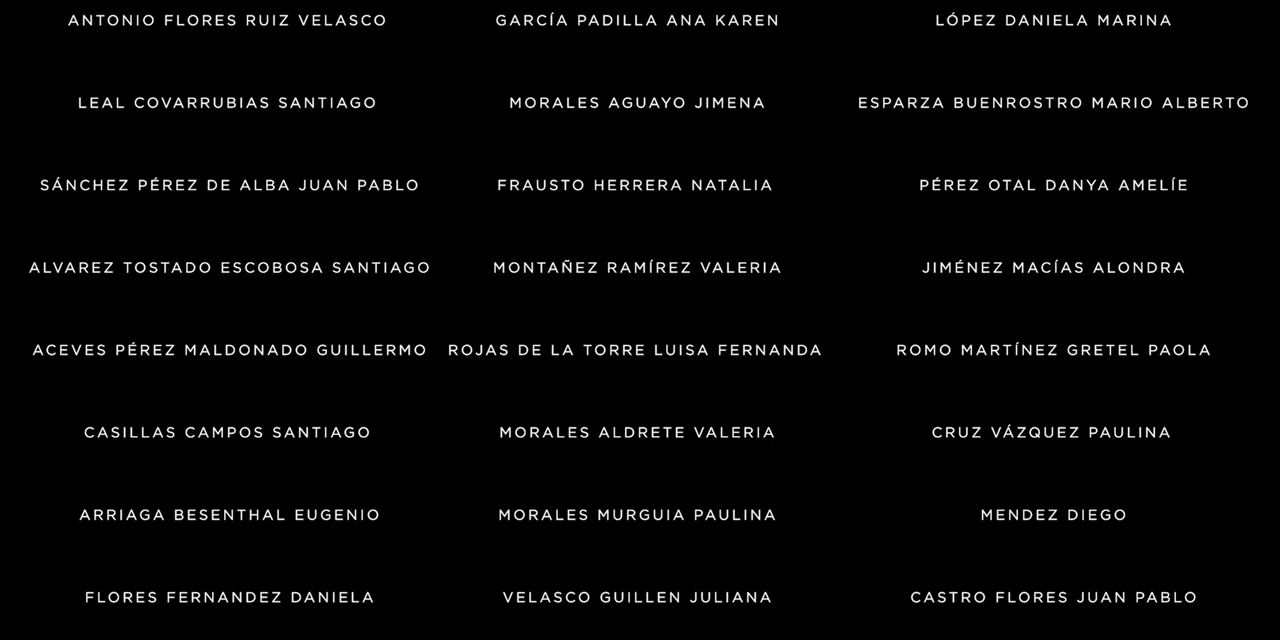 ANTONIO FLORES RUIZ VELASCO
GARCÍA PADILLA ANA KAREN
LÓPEZ DANIELA MARINA
LEAL COVARRUBIAS SANTIAGO
MORALES AGUAYO JIMENA
ESPARZA BUENROSTRO MARIO ALBERTO
SÁNCHEZ PÉREZ DE ALBA JUAN PABLO
FRAUSTO HERRERA NATALIA
PÉREZ OTAL DANYA AMELÍE
ALVAREZ TOSTADO ESCOBOSA SANTIAGO
MONTAÑEZ RAMÍREZ VALERIA
JIMÉNEZ MACÍAS ALONDRA
ACEVES PÉREZ MALDONADO GUILLERMO
ROJAS DE LA TORRE LUISA FERNANDA
ROMO MARTÍNEZ GRETEL PAOLA
CASILLAS CAMPOS SANTIAGO
MORALES ALDRETE VALERIA
CRUZ VÁZQUEZ PAULINA
ARRIAGA BESENTHAL EUGENIO
MORALES MURGUIA PAULINA
MENDEZ DIEGO
FLORES FERNANDEZ DANIELA
VELASCO GUILLEN JULIANA
CASTRO FLORES JUAN PABLO